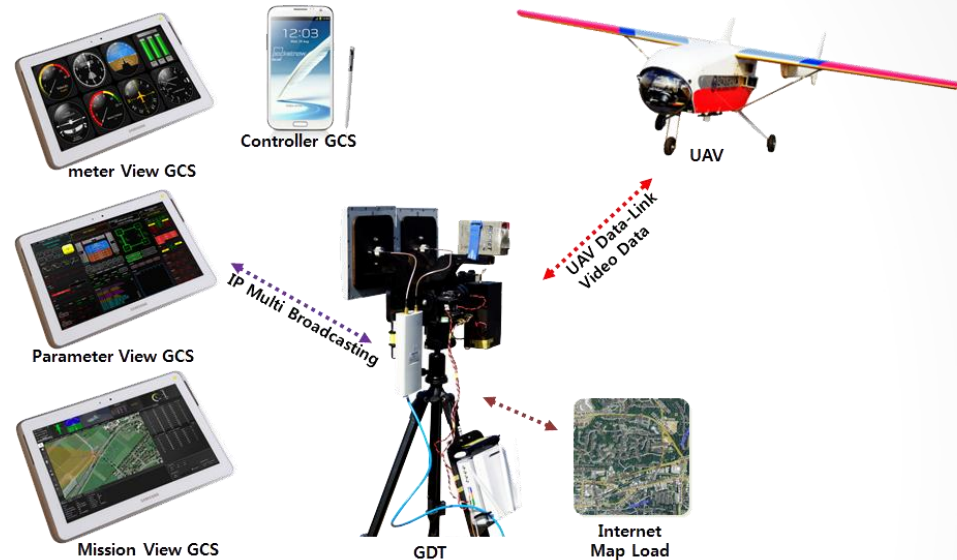 12:03
Controller GCS
meter View GCS
UAV
UAV Data-Link
Video Data
IP Multi Broadcasting
Parameter View GCS
Mission View GCS
GDT
Internet
Map Load